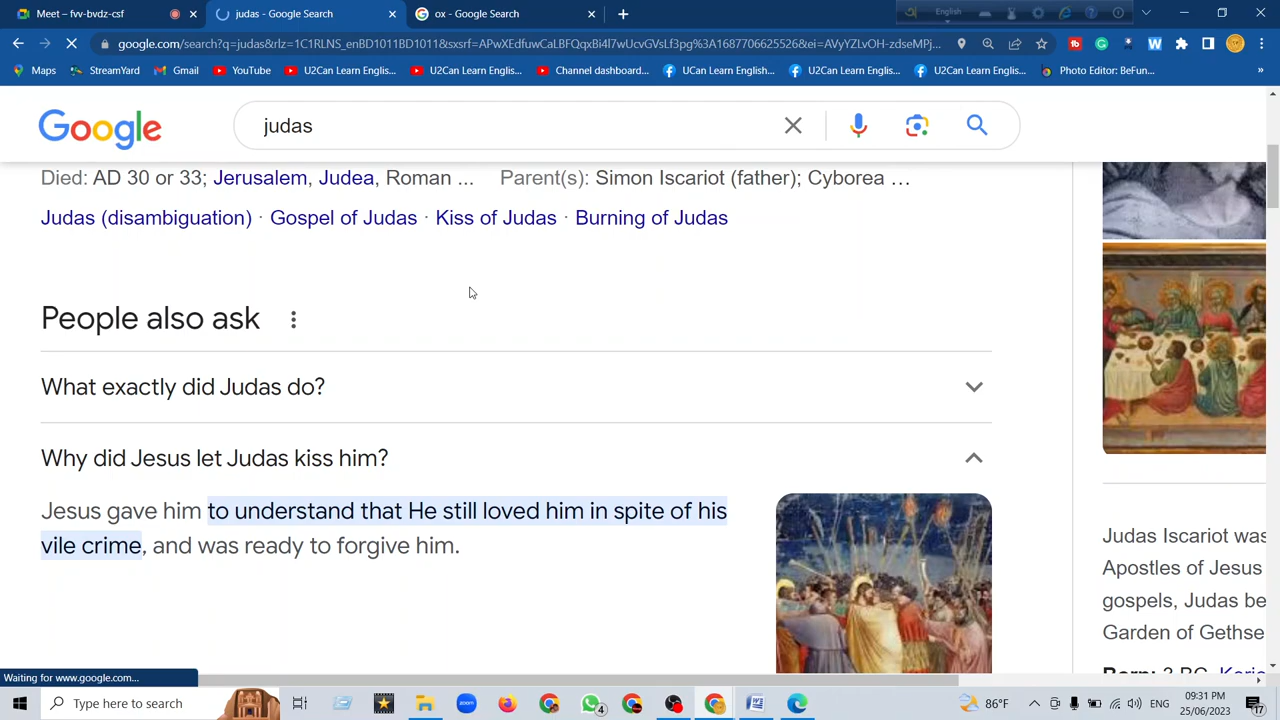 Meet – fvv-bvdz-csf
judas - Google Search
ox - Google Search
English
google.com/search?q=judas&rlz=1C1RLNS_enBD1011BD1011&sxsrf=APwXEdfuwCaLBFQqxBi4l7wUcvGVsLf3pg%3A1687706625526&ei=AVyYZLvOH-zdseMPj...
Maps
StreamYard
Gmail
YouTube
U2Can Learn Englis...
U2Can Learn Englis...
Channel dashboard...
UCan Learn English...
U2Can Learn Englis...
U2Can Learn Englis...
Photo Editor: BeFun...
»
Google
judas
Died: AD 30 or 33; Jerusalem, Judea, Roman ...
Parent(s): Simon Iscariot (father); Cyborea ...
Judas (disambiguation) · Gospel of Judas · Kiss of Judas · Burning of Judas
People also ask
What exactly did Judas do?
Why did Jesus let Judas kiss him?
Jesus gave him to understand that He still loved him in spite of his
vile crime, and was ready to forgive him.
Judas Iscariot was
Apostles of Jesus
gospels, Judas be
Garden of Gethse
Waiting for www.google.com...
Type here to search
zoom
4
86°F
ENG
09:31 PM
25/06/2023
17